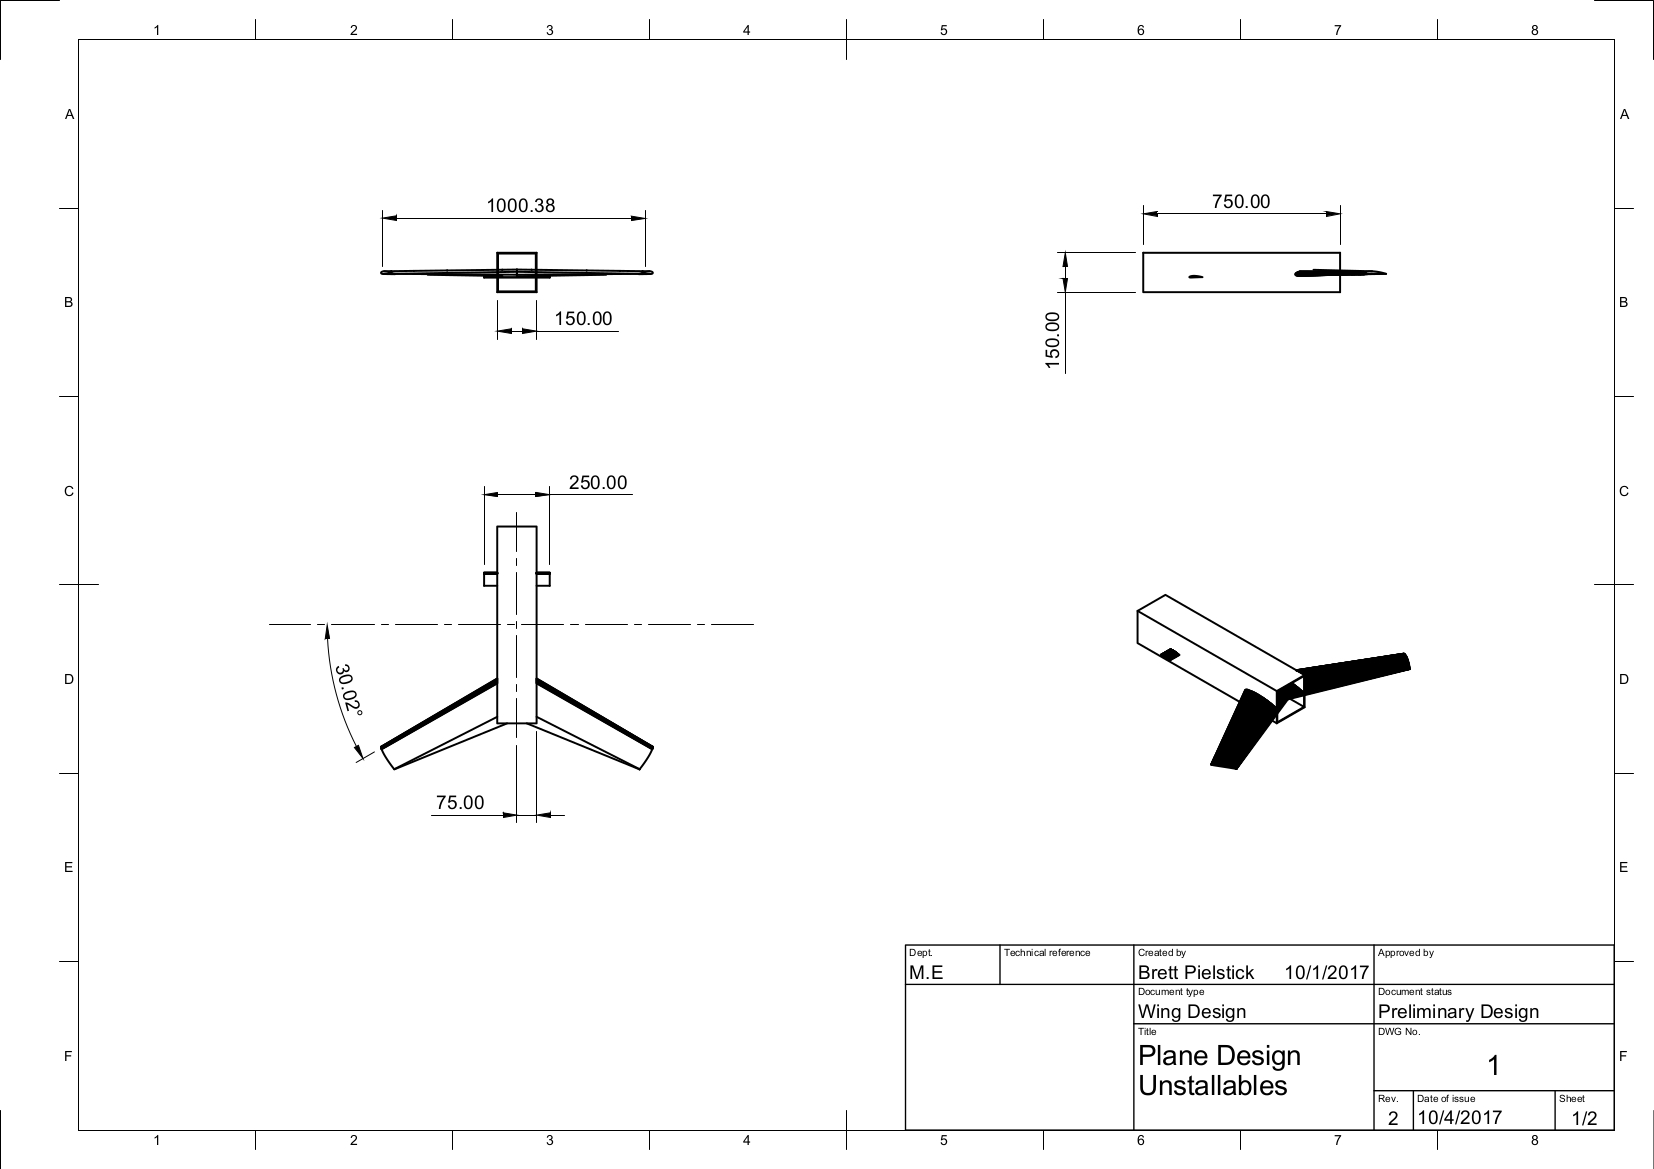 1 2 3 4 5 6 7 8
A A
1000.38
750.00
B B
150.00
150.00
C C
250.00
D D
30.02°
75.00
E E
Dept. Technical reference Created by Approved by
M.E Brett Pielstick 10/1/2017
Document type Document status
Wing Design Preliminary Design
Title DWG No.
Plane Design
Unstallables
1
F F
Rev. Date of issue Sheet
2 10/4/2017 1/2
1 2 3 4 5 6 7 8